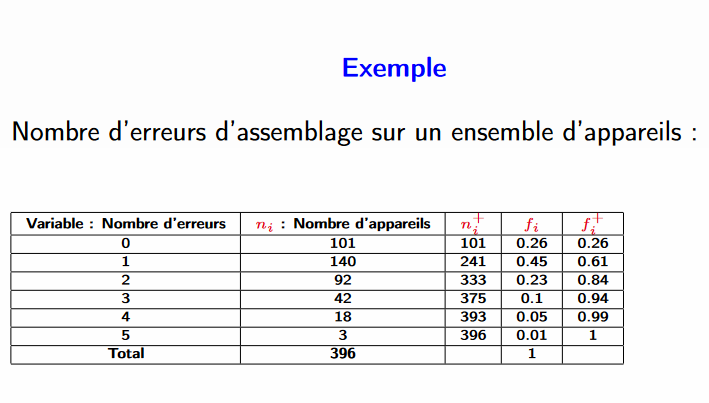 Exemple
Nombre d'erreurs d'assemblage sur un ensemble d'appareils :
Variable : Nombre d'erreurs n_i : Nombre d'appareils n_i^+ f_i f_i^+
0 101 101 0.26 0.26
1 140 241 0.45 0.61
2 92 333 0.23 0.84
3 42 375 0.1 0.94
4 18 393 0.05 0.99
5 3 396 0.01 1
Total 396 1